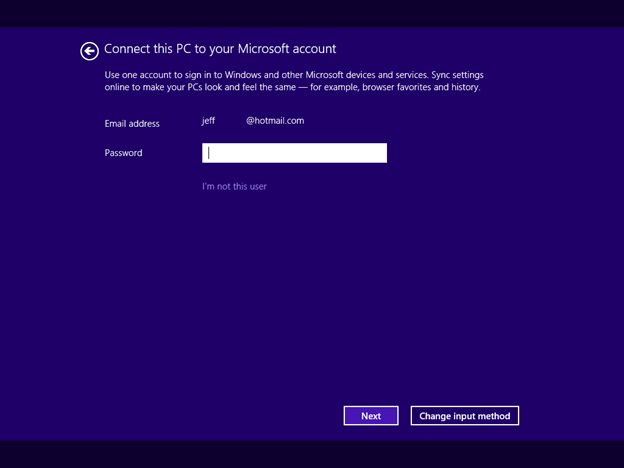 Connect this PC to your Microsoft account
Use one account to sign in to Windows and other Microsoft devices and services. Sync settings
online to make your PCs look and feel the same — for example, browser favorites and history.
Email address jeff @hotmail.com
Password
I'm not this user
Next Change input method